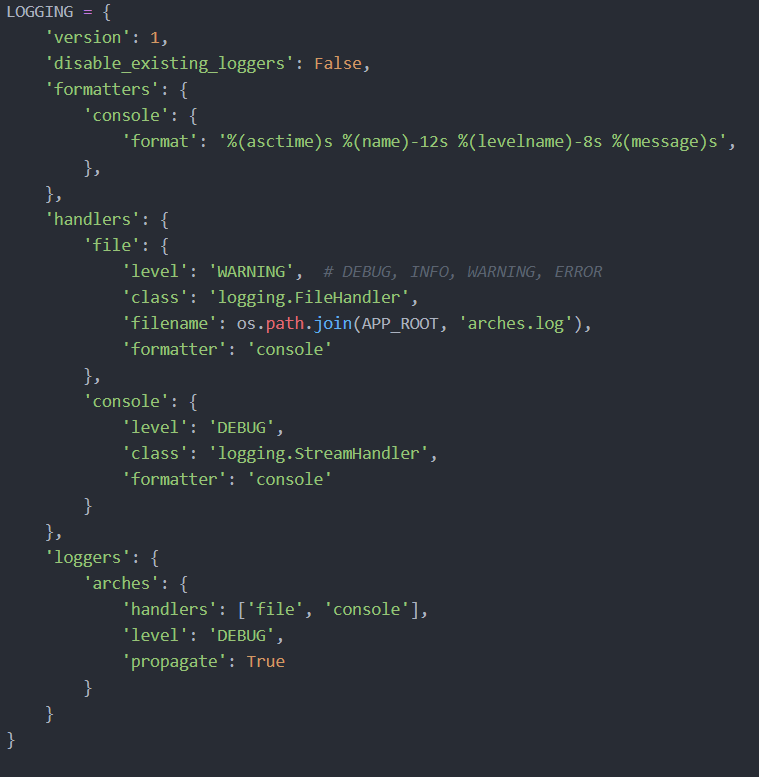 LOGGING = {
    'version': 1,
    'disable_existing_loggers': False,
    'formatters': {
        'console': {
            'format': '%(asctime)s %(name)-12s %(levelname)-8s %(message)s',
        },
    },
    'handlers': {
        'file': {
            'level': 'WARNING',  # DEBUG, INFO, WARNING, ERROR
            'class': 'logging.FileHandler',
            'filename': os.path.join(APP_ROOT, 'arches.log'),
            'formatter': 'console'
        },
        'console': {
            'level': 'DEBUG',
            'class': 'logging.StreamHandler',
            'formatter': 'console'
        }
    },
    'loggers': {
        'arches': {
            'handlers': ['file', 'console'],
            'level': 'DEBUG',
            'propagate': True
        }
    }
}